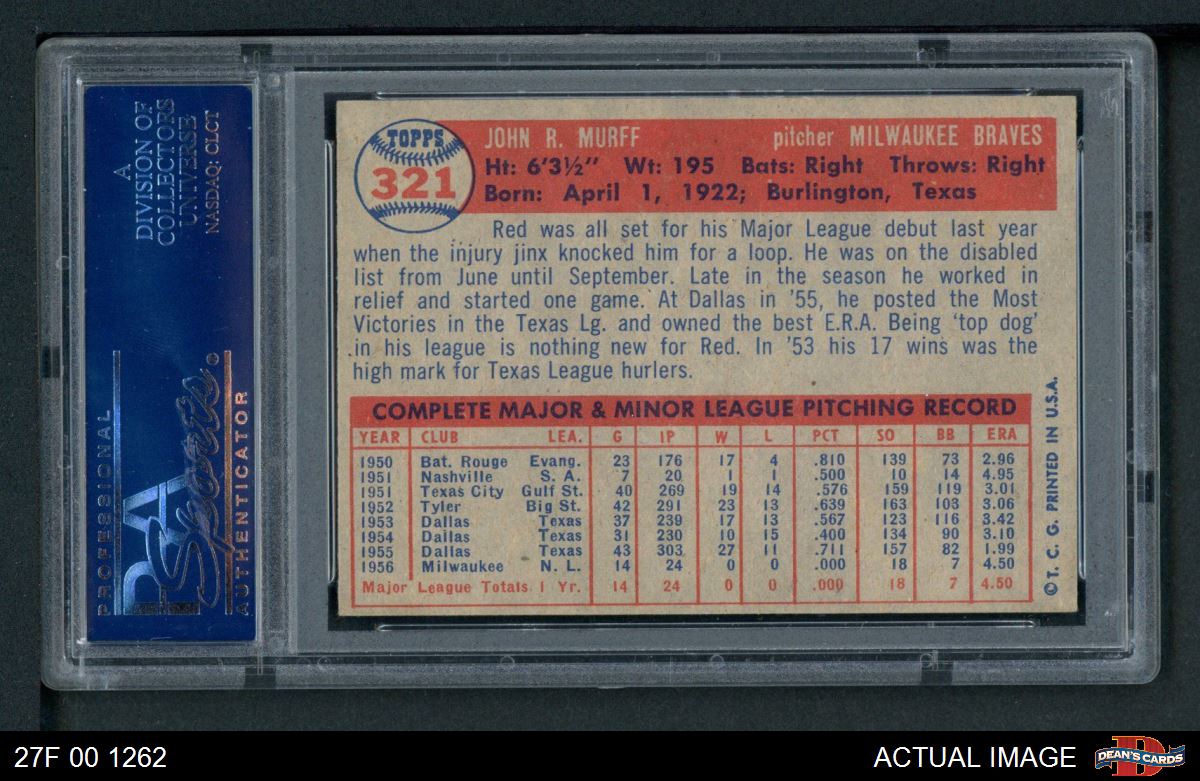 A
DIVISION OF
COLLECTORS
UNIVERSE
NASDAQ: CLCT
PROFESSIONAL
PSA
Sports
AUTHENTICATOR
TOPPS
321
JOHN R. MURFF pitcher MILWAUKEE BRAVES
Ht: 6'3½" Wt: 195 Bats: Right Throws: Right
Born: April 1, 1922; Burlington, Texas
Red was all set for his Major League debut last year
when the injury jinx knocked him for a loop. He was on the disabled
list from June until September. Late in the season he worked in
relief and started one game. At Dallas in '55, he posted the Most
Victories in the Texas Lg. and owned the best E.R.A. Being 'top dog'
in his league is nothing new for Red. In '53 his 17 wins was the
high mark for Texas League hurlers.
COMPLETE MAJOR & MINOR LEAGUE PITCHING RECORD
YEAR CLUB LEA. G IP W L PCT SO BB ERA
1950 Bat. Rouge Evang. 23 176 17 4 .810 139 73 2.96
1951 Nashville S. A. 7 20 1 1 .500 10 14 4.95
1951 Texas City Gulf St. 40 269 19 14 .576 159 119 3.01
1952 Tyler Big St. 42 291 23 13 .639 163 103 3.06
1953 Dallas Texas 37 239 17 13 .567 123 116 3.42
1954 Dallas Texas 31 230 10 15 .400 134 90 3.10
1955 Dallas Texas 43 303 27 11 .711 157 82 1.99
1956 Milwaukee N. L. 14 24 0 0 .000 18 7 4.50
Major League Totals 1 Yr. 14 24 0 0 .000 18 7 4.50
© T. C. G. PRINTED IN U.S.A.
27F 00 1262
ACTUAL IMAGE
D
DEAN'S CARDS